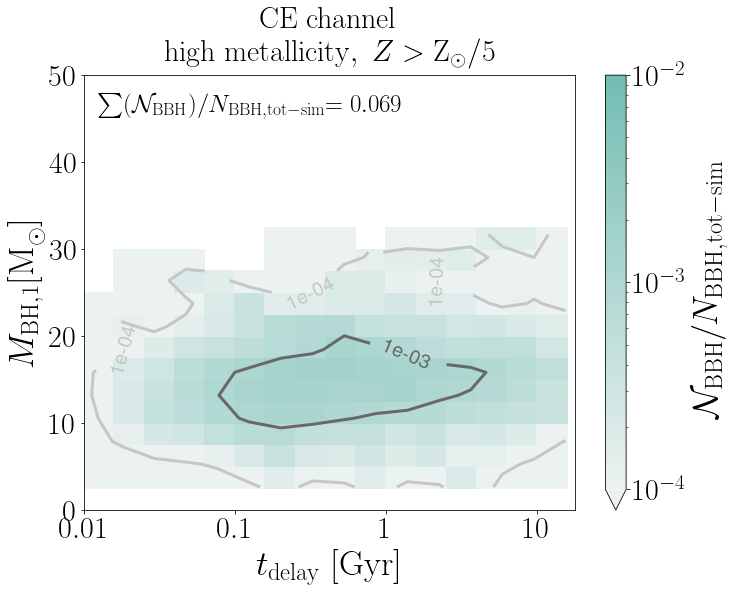 CE channel
high metallicity, Z > Z⊙/5
∑(𝒩BBH)/NBBH,tot−sim= 0.069
50
40
30
20
10
0
MBH,1[M⊙]
1e-04
1e-04
1e-04
1e-03
0.01
0.1
1
10
tdelay [Gyr]
10−2
10−3
10−4
𝒩BBH/NBBH,tot−sim